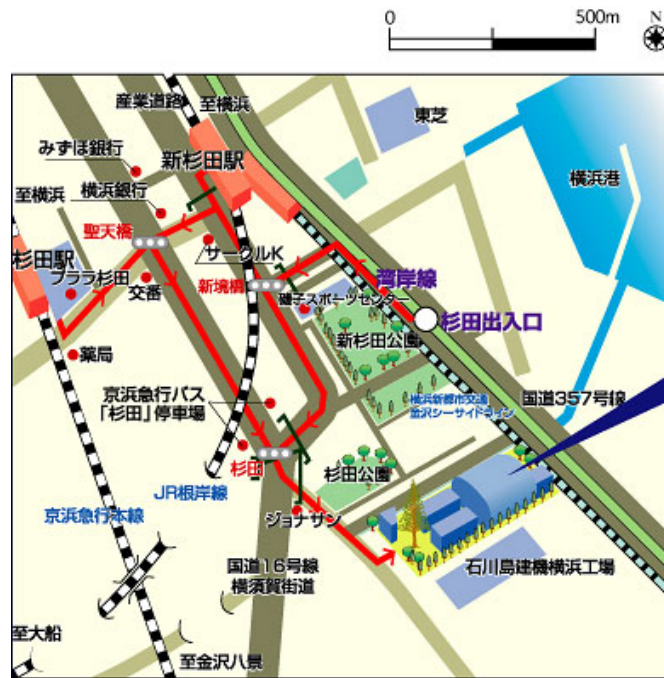 0 500m N
産業道路
至横浜
東芝
みずほ銀行
新杉田駅
横浜銀行
至横浜
横浜港
聖天橋
サークルK
杉田駅
プララ杉田
湾岸線
交番
新境橋
磯子スポーツセンター
杉田出入口
新杉田公園
薬局
京浜急行バス
「杉田」停車場
横浜新都市交通
金沢シーサイドライン
国道357号線
杉田
杉田公園
JR根岸線
京浜急行本線
ジョナサン
国道16号線
横須賀街道
石川島建機横浜工場
至大船
至金沢八景